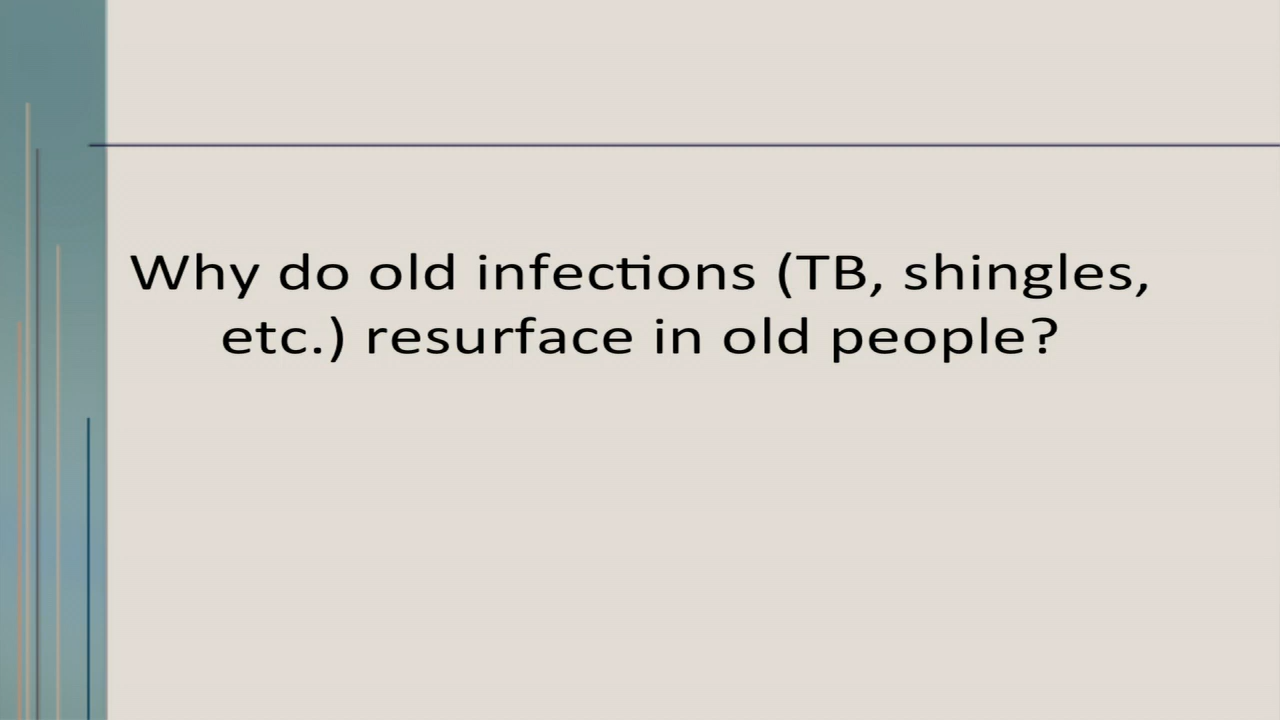 Why do old infections (TB, shingles,
etc.) resurface in old people?